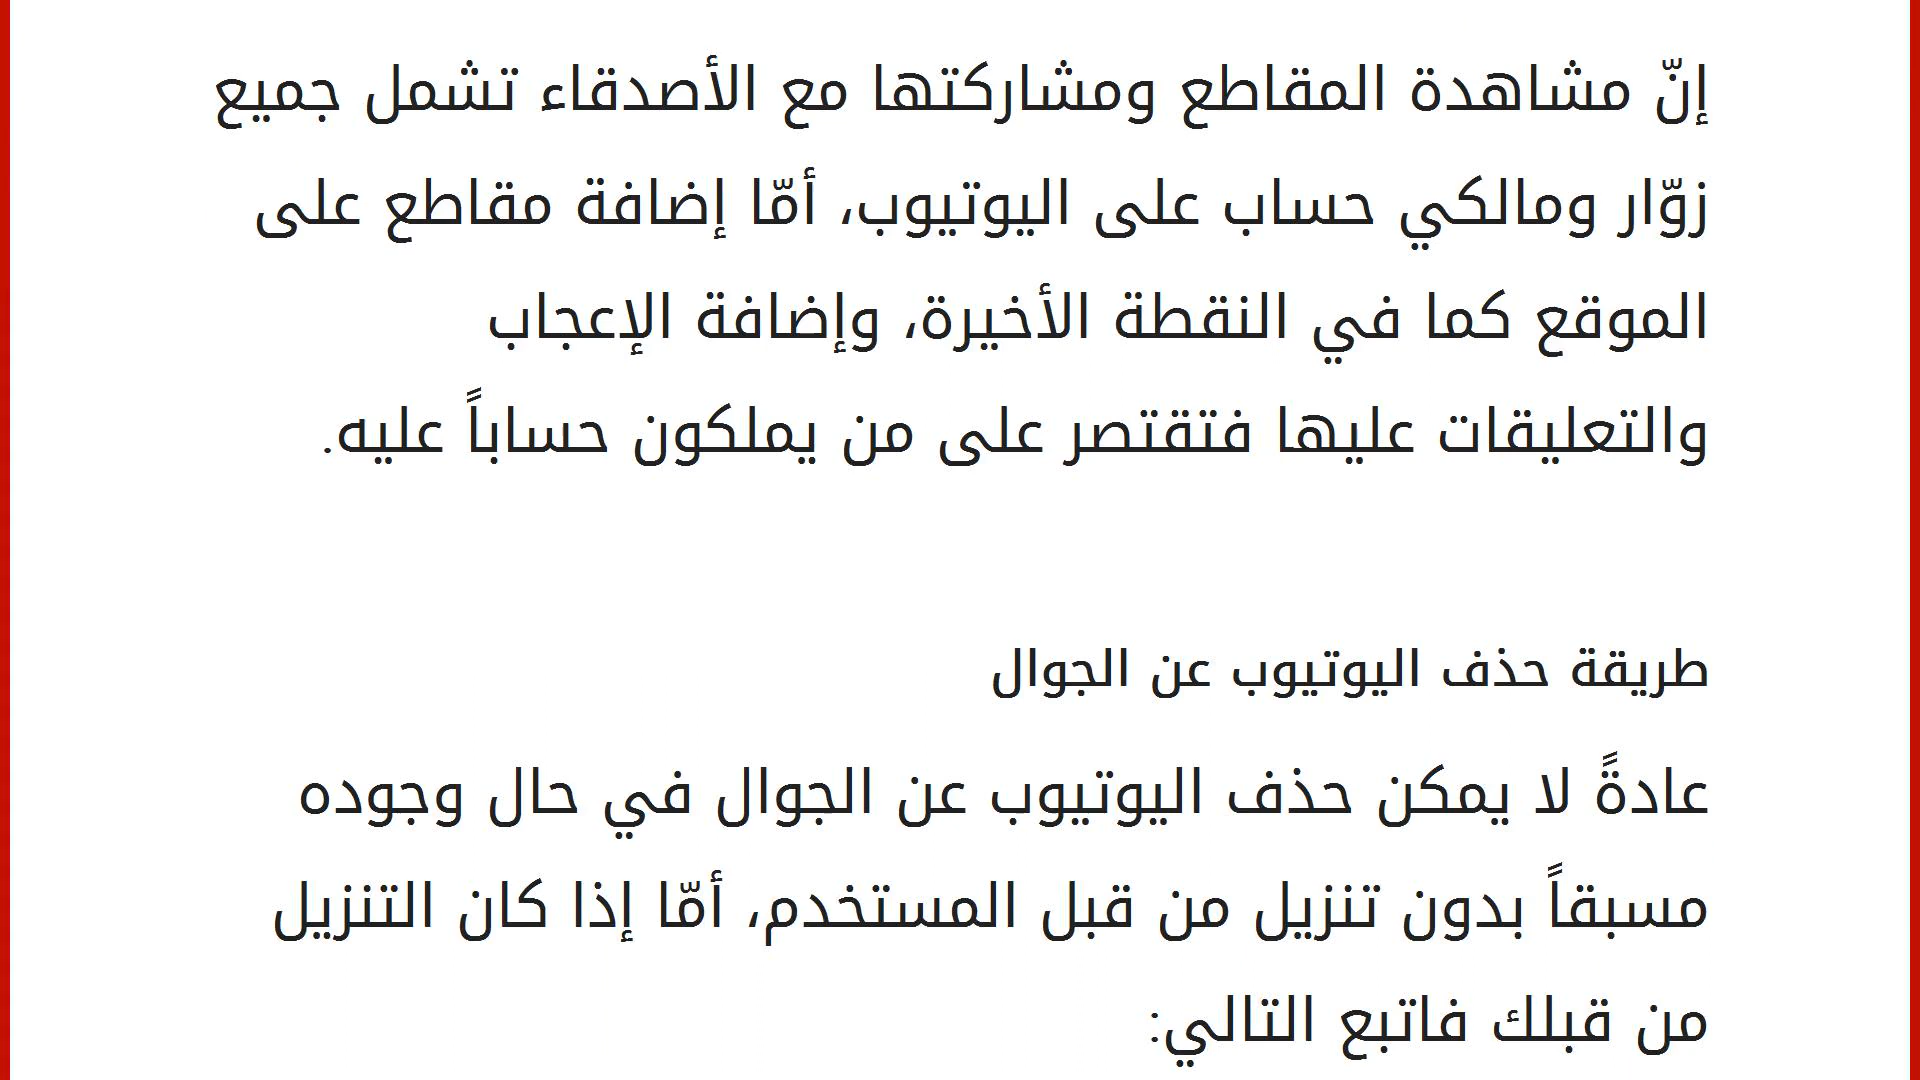 إنّ مشاهدة المقاطع ومشاركتها مع الأصدقاء تشمل جميع
زوّار ومالكي حساب على اليوتيوب، أمّا إضافة مقاطع على
الموقع كما في النقطة الأخيرة، وإضافة الإعجاب
والتعليقات عليها فتقتصر على من يملكون حساباً عليه.
طريقة حذف اليوتيوب عن الجوال
عادةً لا يمكن حذف اليوتيوب عن الجوال في حال وجوده
مسبقاً بدون تنزيل من قبل المستخدم، أمّا إذا كان التنزيل
من قبلك فاتبع التالي: